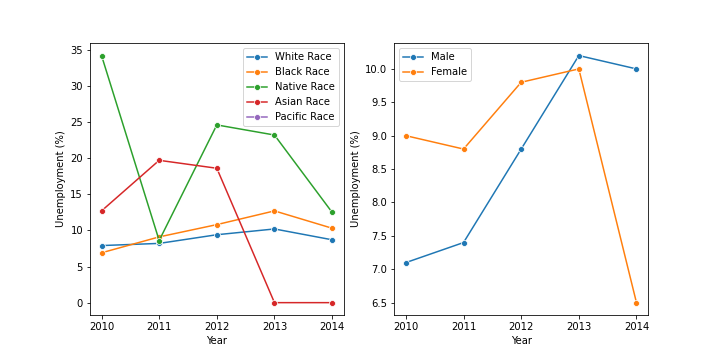 35
30
25
20
15
10
5
0
Unemployment (%)
2010 2011 2012 2013 2014
Year
White Race
Black Race
Native Race
Asian Race
Pacific Race
10.0
9.5
9.0
8.5
8.0
7.5
7.0
6.5
Unemployment (%)
2010 2011 2012 2013 2014
Year
Male
Female